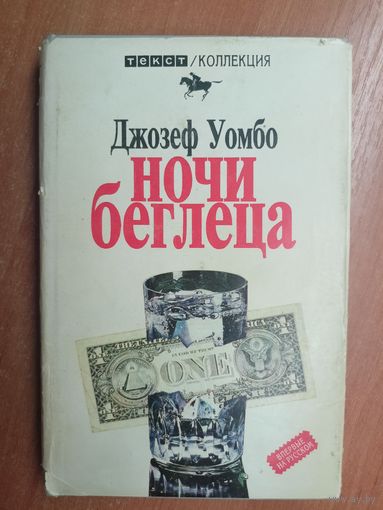 текст/КОЛЛЕКЦИЯ
Джозеф Уомбо
ночи
беглеца
ONE
ВПЕРВЫЕ
НА РУССКОМ